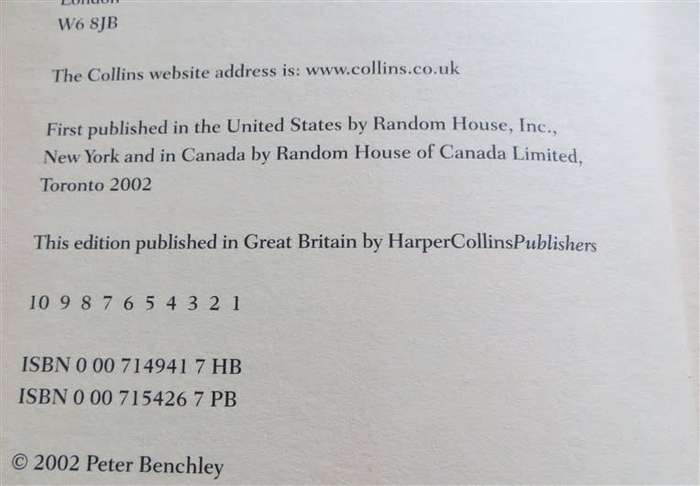 London
W6 8JB
The Collins website address is: www.collins.co.uk
First published in the United States by Random House, Inc.,
New York and in Canada by Random House of Canada Limited,
Toronto 2002
This edition published in Great Britain by HarperCollinsPublishers
10 9 8 7 6 5 4 3 2 1
ISBN 0 00 714941 7 HB
ISBN 0 00 715426 7 PB
© 2002 Peter Benchley